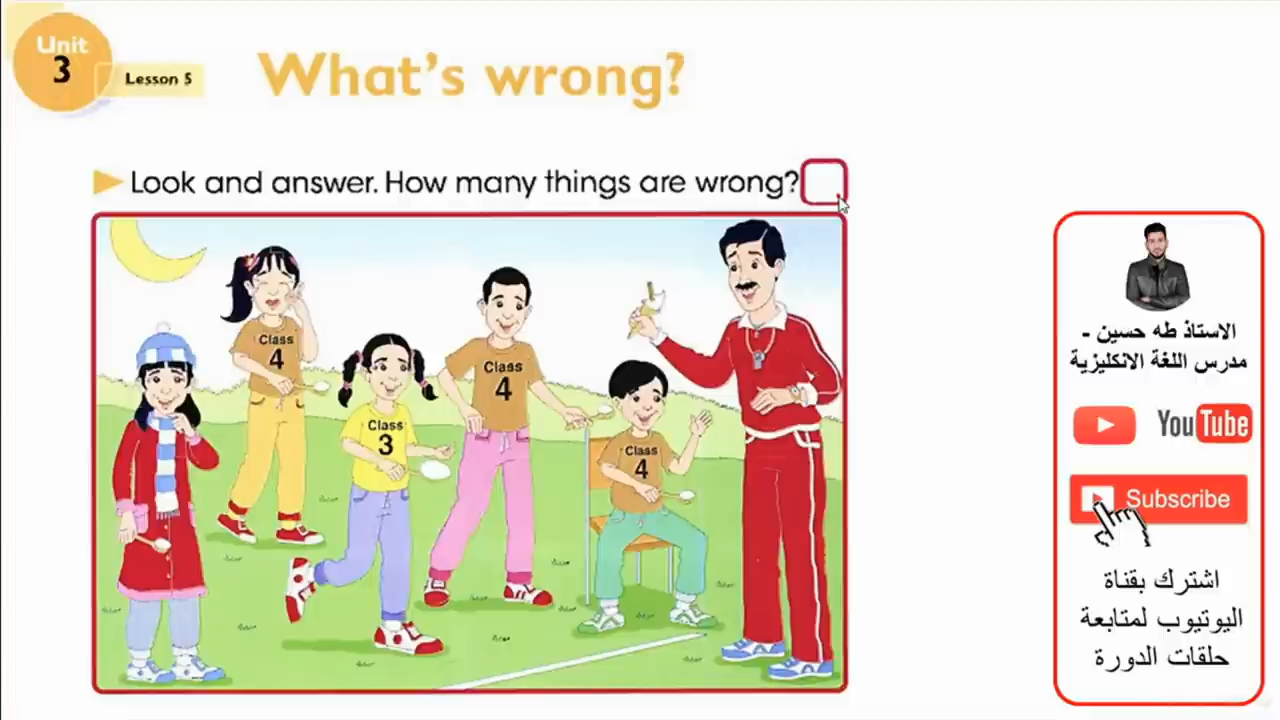 Unit
3
Lesson 5
What's wrong?
Look and answer. How many things are wrong?
Class
4
Class
3
Class
4
Class
4
الاستاذ طه حسين -
مدرس اللغة الانكليزية
YouTube
Subscribe
اشترك بقناة
اليوتيوب لمتابعة
حلقات الدورة